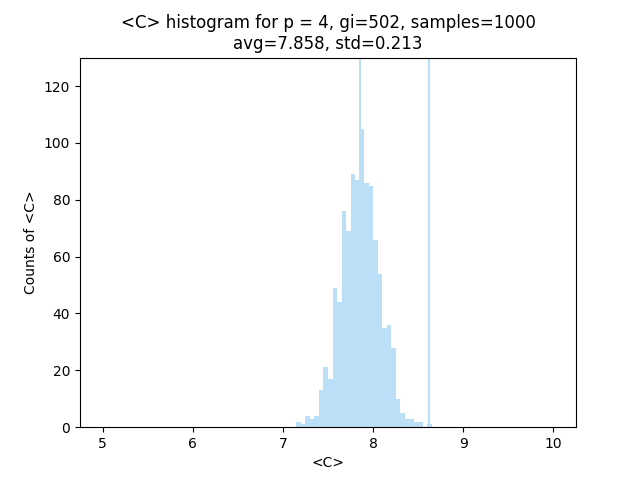 <C> histogram for p = 4, gi=502, samples=1000
avg=7.858, std=0.213
120
100
80
60
40
20
0
Counts of <C>
5 6 7 8 9 10
<C>